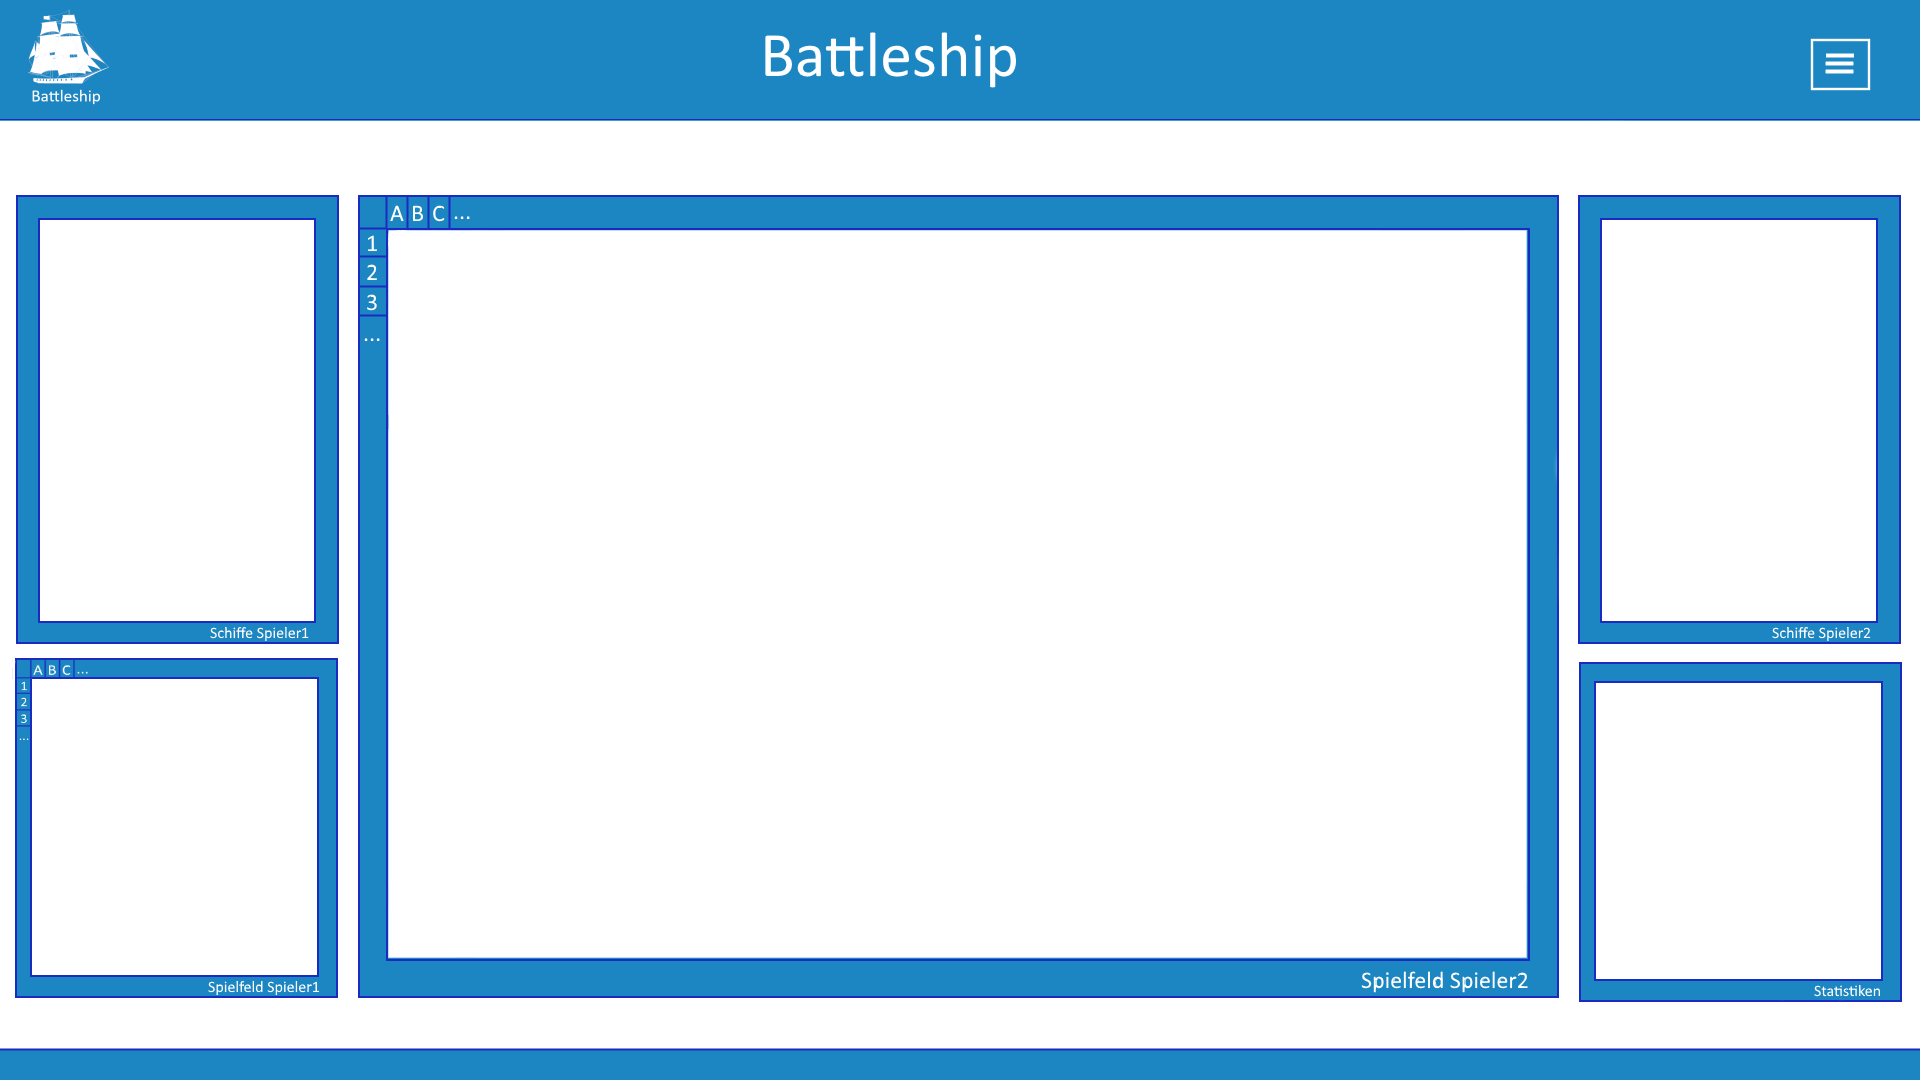 Battleship
Battleship
Schiffe Spieler1
A B C ...
1
2
3
...
Spielfeld Spieler1
A B C ...
1
2
3
...
Spielfeld Spieler2
Schiffe Spieler2
Statistiken